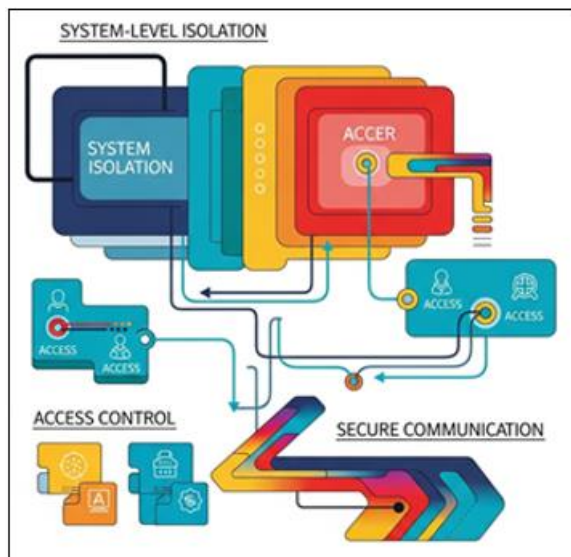 SYSTEM-LEVEL ISOLATION
SYSTEM
ISOLATION
ACCER
ACCESS
ACCESS
ACCESS
ACCESS
ACCESS CONTROL
SECURE COMMUNICATION
A